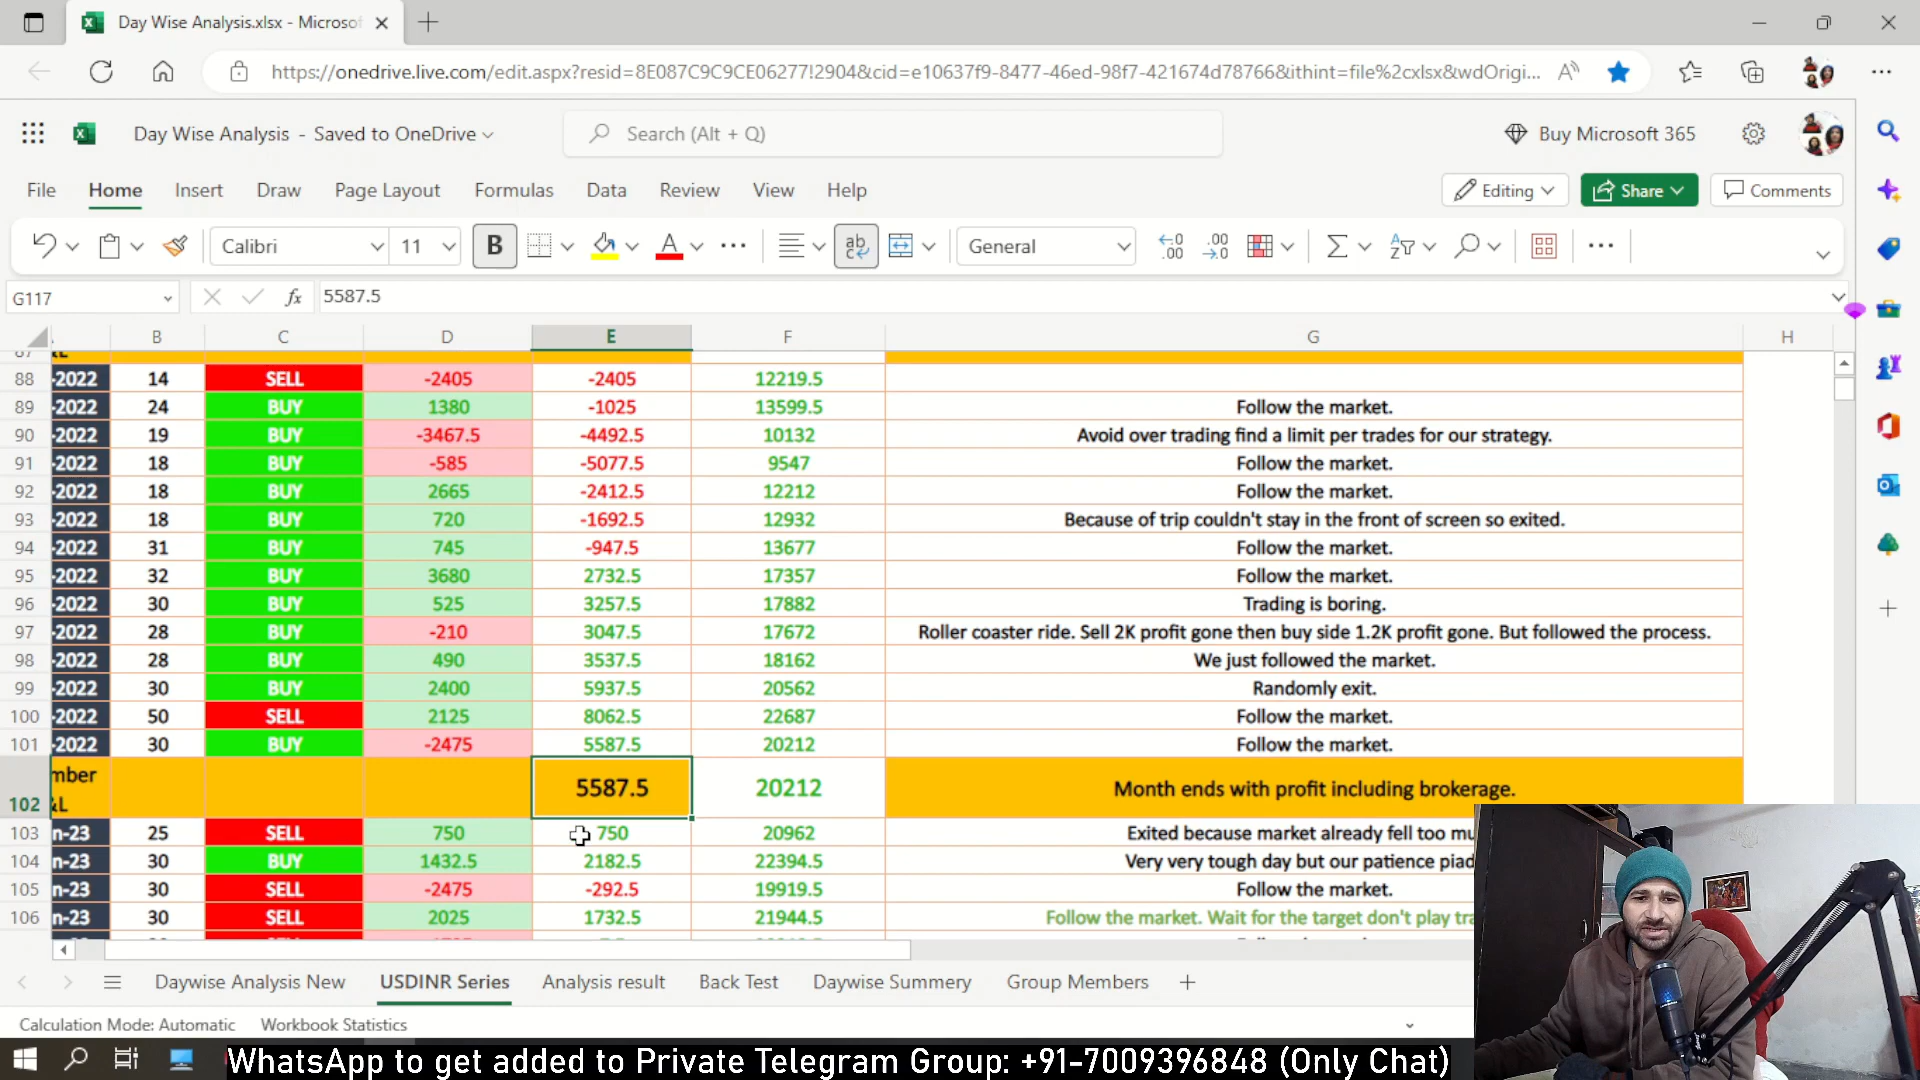 Day Wise Analysis.xlsx - Microsof
https://onedrive.live.com/edit.aspx?resid=8E087C9C9CE06277!2904&cid=e10637f9-8477-46ed-98f7-421674d78766&ithint=file%2cxlsx&wdOrigi...
Day Wise Analysis - Saved to OneDrive
Search (Alt + Q)
Buy Microsoft 365
File Home Insert Draw Page Layout Formulas Data Review View Help
Editing Share Comments
Calibri 11 B A General
G117 fx 5587.5
B C D E F G H
88 -2022 14 SELL -2405 -2405 12219.5
89 -2022 24 BUY 1380 -1025 13599.5 Follow the market.
90 -2022 19 BUY -3467.5 -4492.5 10132 Avoid over trading find a limit per trades for our strategy.
91 -2022 18 BUY -585 -5077.5 9547 Follow the market.
92 -2022 18 BUY 2665 -2412.5 12212 Follow the market.
93 -2022 18 BUY 720 -1692.5 12932 Because of trip couldn't stay in the front of screen so exited.
94 -2022 31 BUY 745 -947.5 13677 Follow the market.
95 -2022 32 BUY 3680 2732.5 17357 Follow the market.
96 -2022 30 BUY 525 3257.5 17882 Trading is boring.
97 -2022 28 BUY -210 3047.5 17672 Roller coaster ride. Sell 2K profit gone then buy side 1.2K profit gone. But followed the process.
98 -2022 28 BUY 490 3537.5 18162 We just followed the market.
99 -2022 30 BUY 2400 5937.5 20562 Randomly exit.
100 -2022 50 SELL 2125 8062.5 22687 Follow the market.
101 -2022 30 BUY -2475 5587.5 20212 Follow the market.
mber
102 &L 5587.5 20212 Month ends with profit including brokerage.
103 n-23 25 SELL 750 750 20962 Exited because market already fell too mu
104 n-23 30 BUY 1432.5 2182.5 22394.5 Very very tough day but our patience piad
105 n-23 30 SELL -2475 -292.5 19919.5 Follow the market.
106 n-23 30 SELL 2025 1732.5 21944.5 Follow the market. Wait for the target don't play tra
Daywise Analysis New USDINR Series Analysis result Back Test Daywise Summary Group Members
Calculation Mode: Automatic Workbook Statistics
WhatsApp to get added to Private Telegram Group: +91-7009396848 (Only Chat)